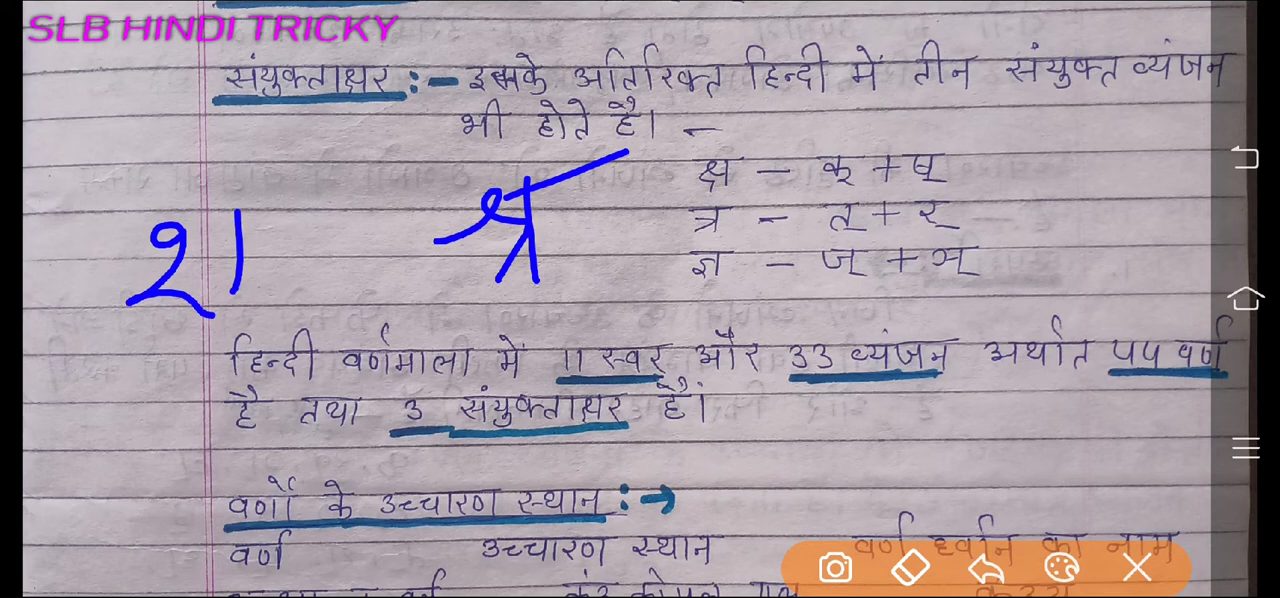 SLB HINDI TRICKY
संयुक्ताक्षर :- इसके अतिरिक्त हिन्दी में तीन संयुक्त व्यंजन
भी होते है। -
क्ष - क् + ष्
श्र
त्र - त् + र्
श
ज्ञ - ज् + ञ्
हिन्दी वर्णमाला में 11 स्वर और 33 व्यंजन अर्थात 44 वर्ण
है तथा 3 संयुक्ताक्षर हैं।
वर्णों के उच्चारण स्थान :→
वर्ण उच्चारण स्थान वर्ण ध्वनि का नाम